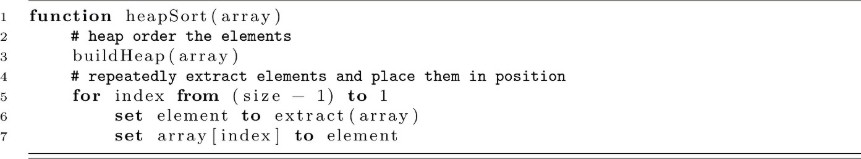 1 function heapSort(array)
2 # heap order the elements
3 buildHeap(array)
4 # repeatedly extract elements and place them in position
5 for index from (size − 1) to 1
6 set element to extract(array)
7 set array[index] to element